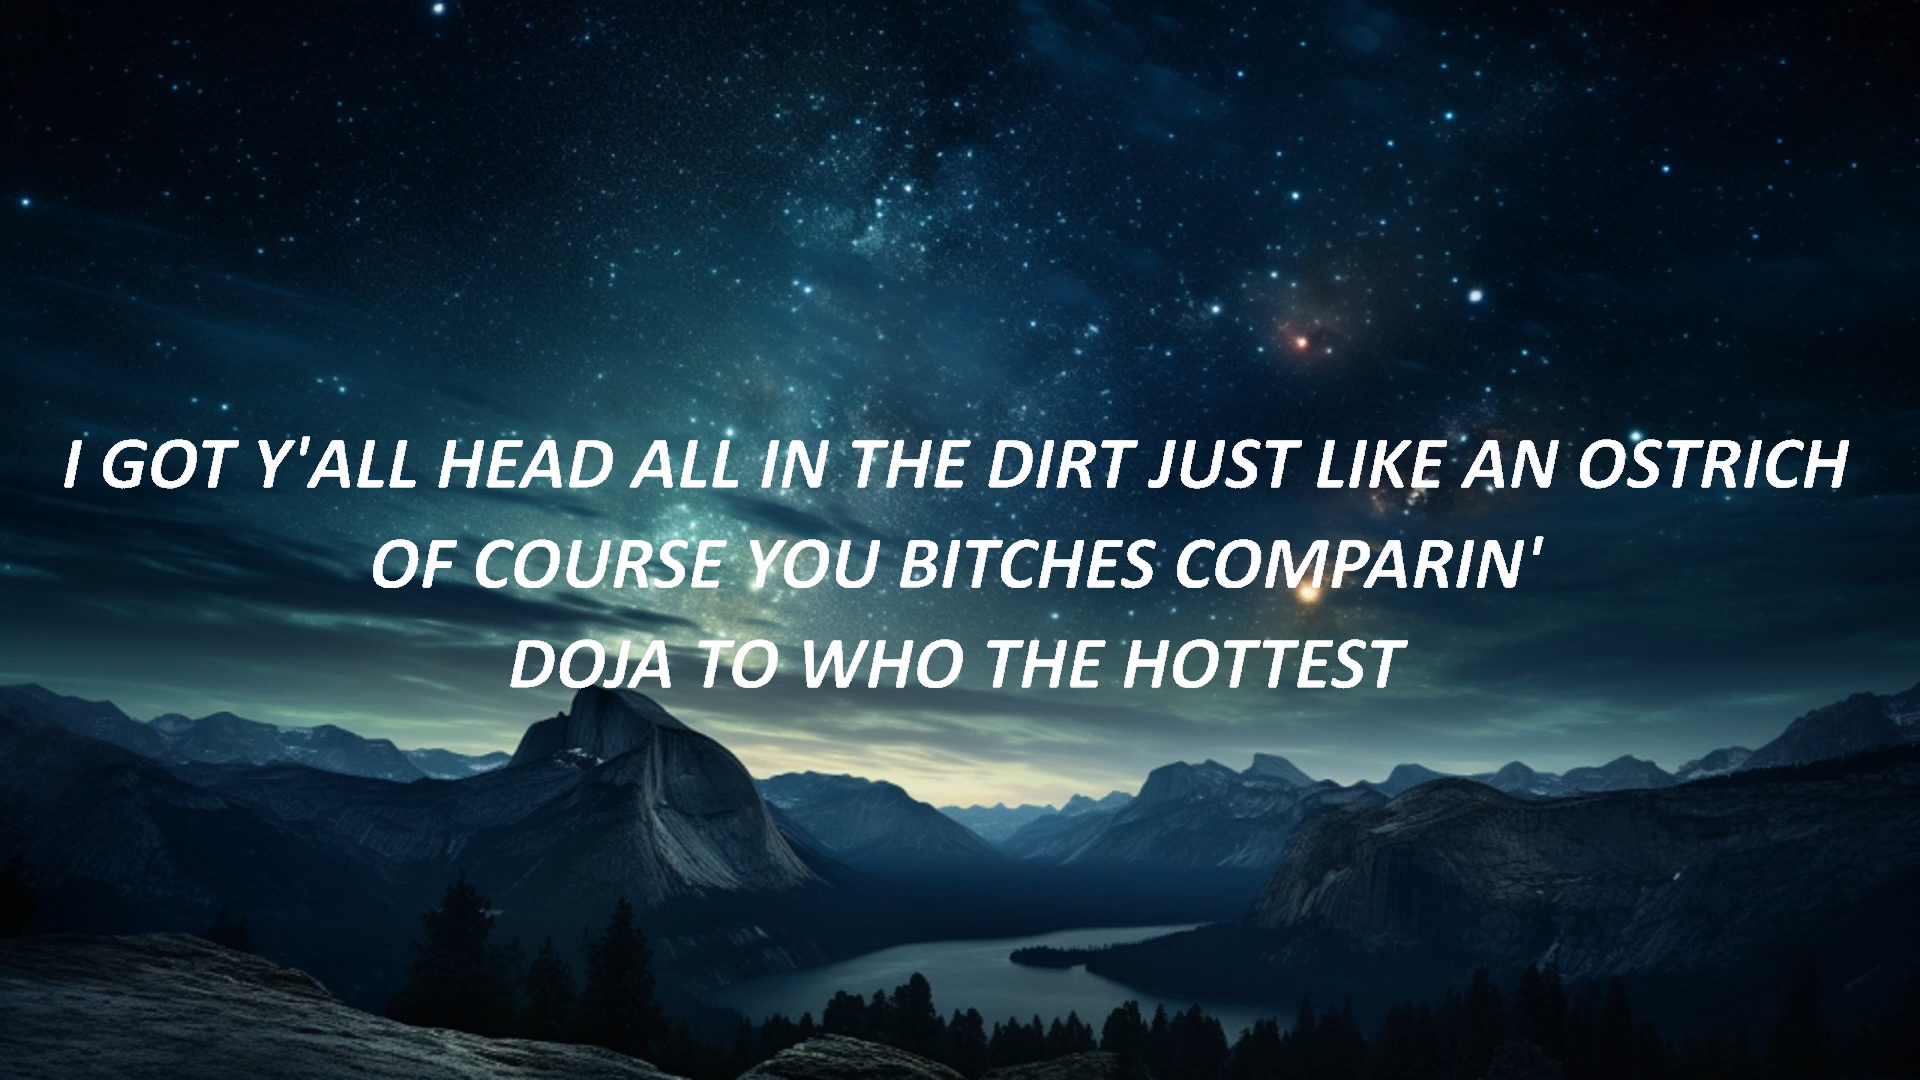 I GOT Y'ALL HEAD ALL IN THE DIRT JUST LIKE AN OSTRICH
OF COURSE YOU BITCHES COMPARIN'
DOJA TO WHO THE HOTTEST